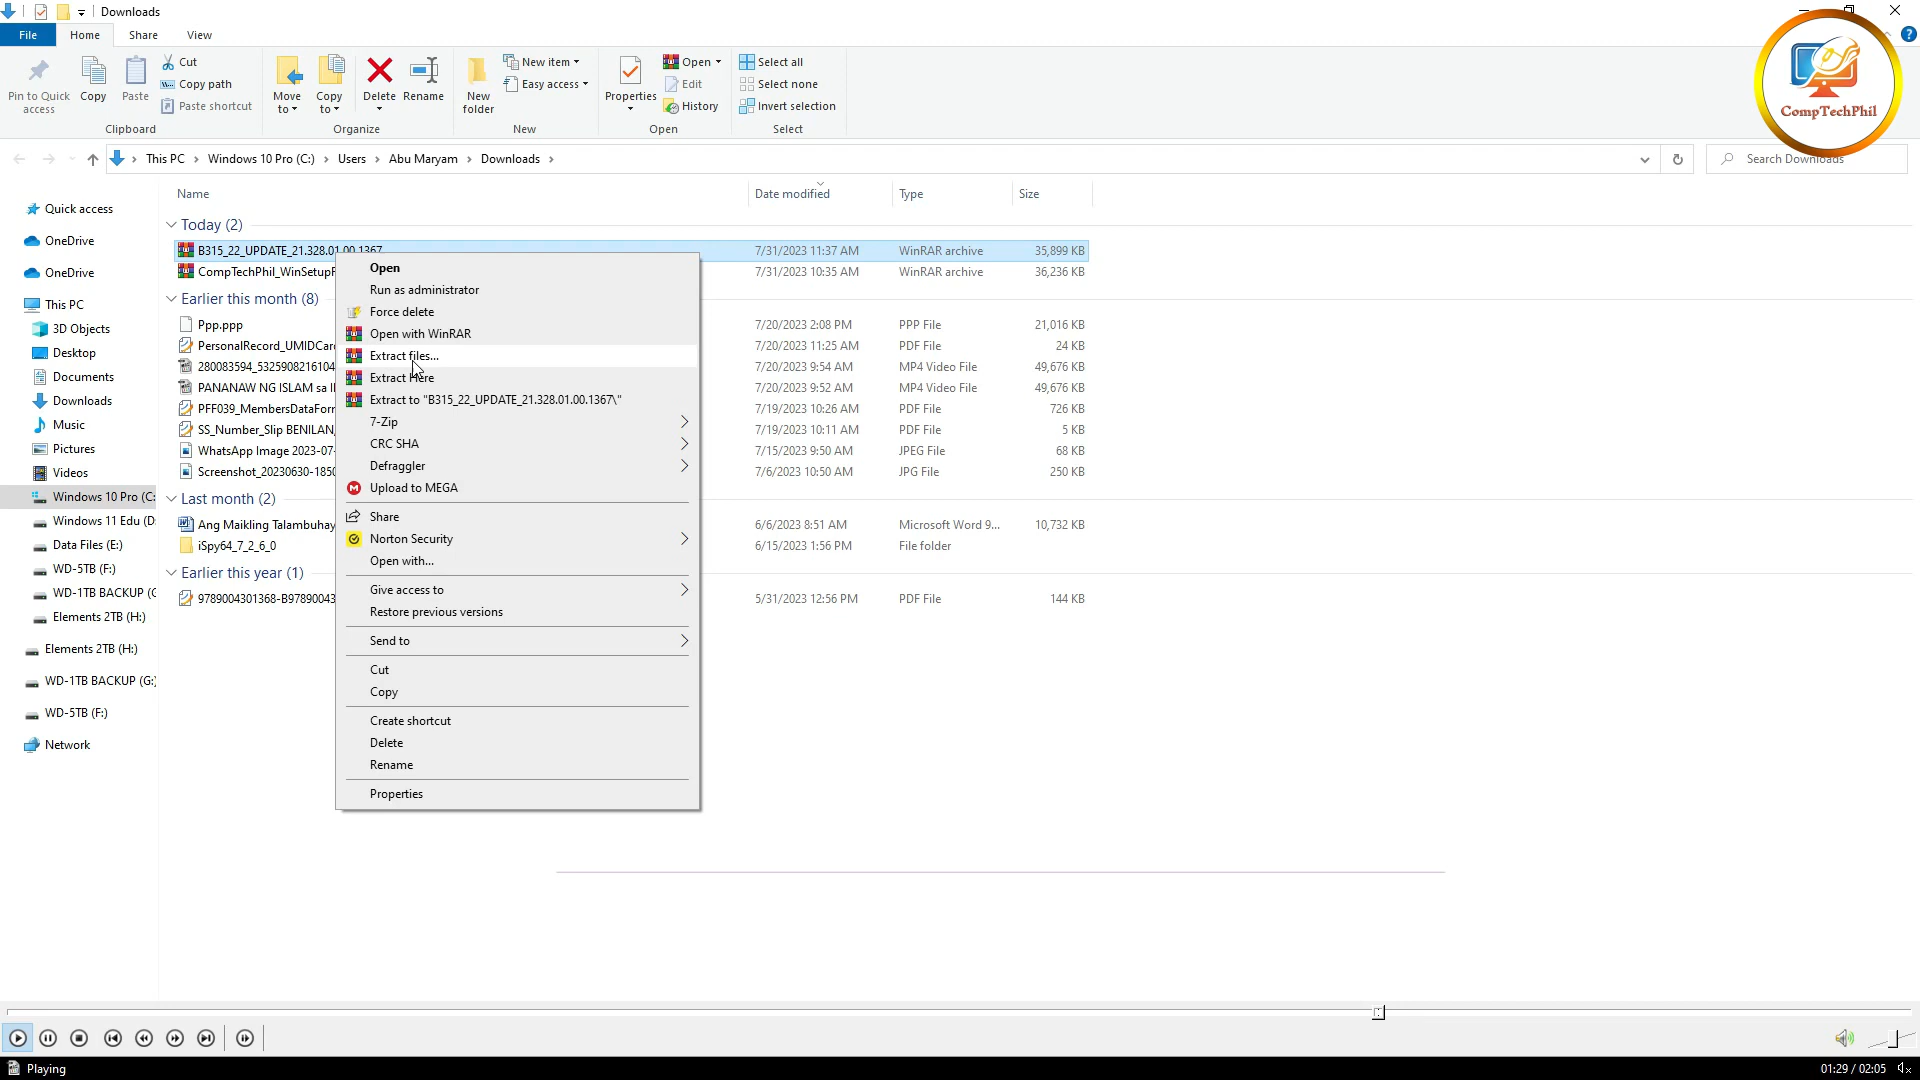 Downloads
File Home Share View
Pin to Quick access
Copy
Paste
Cut
Copy path
Paste shortcut
Clipboard
Move to
Copy to
Delete
Rename
Organize
New folder
New item
Easy access
New
Properties
Open
Edit
History
Open
Select all
Select none
Invert selection
Select
CompTechPhil
This PC > Windows 10 Pro (C:) > Users > Abu Maryam > Downloads >
Search Downloads
Name Date modified Type Size
Quick access
OneDrive
OneDrive
This PC
3D Objects
Desktop
Documents
Downloads
Music
Pictures
Videos
Windows 10 Pro (C:
Windows 11 Edu (D:
Data Files (E:)
WD-5TB (F:)
WD-1TB BACKUP (G
Elements 2TB (H:)
Elements 2TB (H:)
WD-1TB BACKUP (G:)
WD-5TB (F:)
Network
Today (2)
B315_22_UPDATE_21.328.01.00.1367 7/31/2023 11:37 AM WinRAR archive 35,899 KB
CompTechPhil_WinSetupF 7/31/2023 10:35 AM WinRAR archive 36,236 KB
Earlier this month (8)
Ppp.ppp 7/20/2023 2:08 PM PPP File 21,016 KB
PersonalRecord_UMIDCar 7/20/2023 11:25 AM PDF File 24 KB
280083594_5325908216104 7/20/2023 9:54 AM MP4 Video File 49,676 KB
PANANAW NG ISLAM sa I 7/20/2023 9:52 AM MP4 Video File 49,676 KB
PFF039_MembersDataForm 7/19/2023 10:26 AM PDF File 726 KB
SS_Number_Slip BENILAN_ 7/19/2023 10:11 AM PDF File 5 KB
WhatsApp Image 2023-07- 7/15/2023 9:50 AM JPEG File 68 KB
Screenshot_20230630-1850 7/6/2023 10:50 AM JPG File 250 KB
Last month (2)
Ang Maikling Talambuhay 6/6/2023 8:51 AM Microsoft Word 9... 10,732 KB
iSpy64_7_2_6_0 6/15/2023 1:56 PM File folder
Earlier this year (1)
9789004301368-B97890043 5/31/2023 12:56 PM PDF File 144 KB
Open
Run as administrator
Force delete
Open with WinRAR
Extract files...
Extract Here
Extract to "B315_22_UPDATE_21.328.01.00.1367\"
7-Zip
CRC SHA
Defraggler
Upload to MEGA
Share
Norton Security
Open with...
Give access to
Restore previous versions
Send to
Cut
Copy
Create shortcut
Delete
Rename
Properties
Playing
01:29 / 02:05